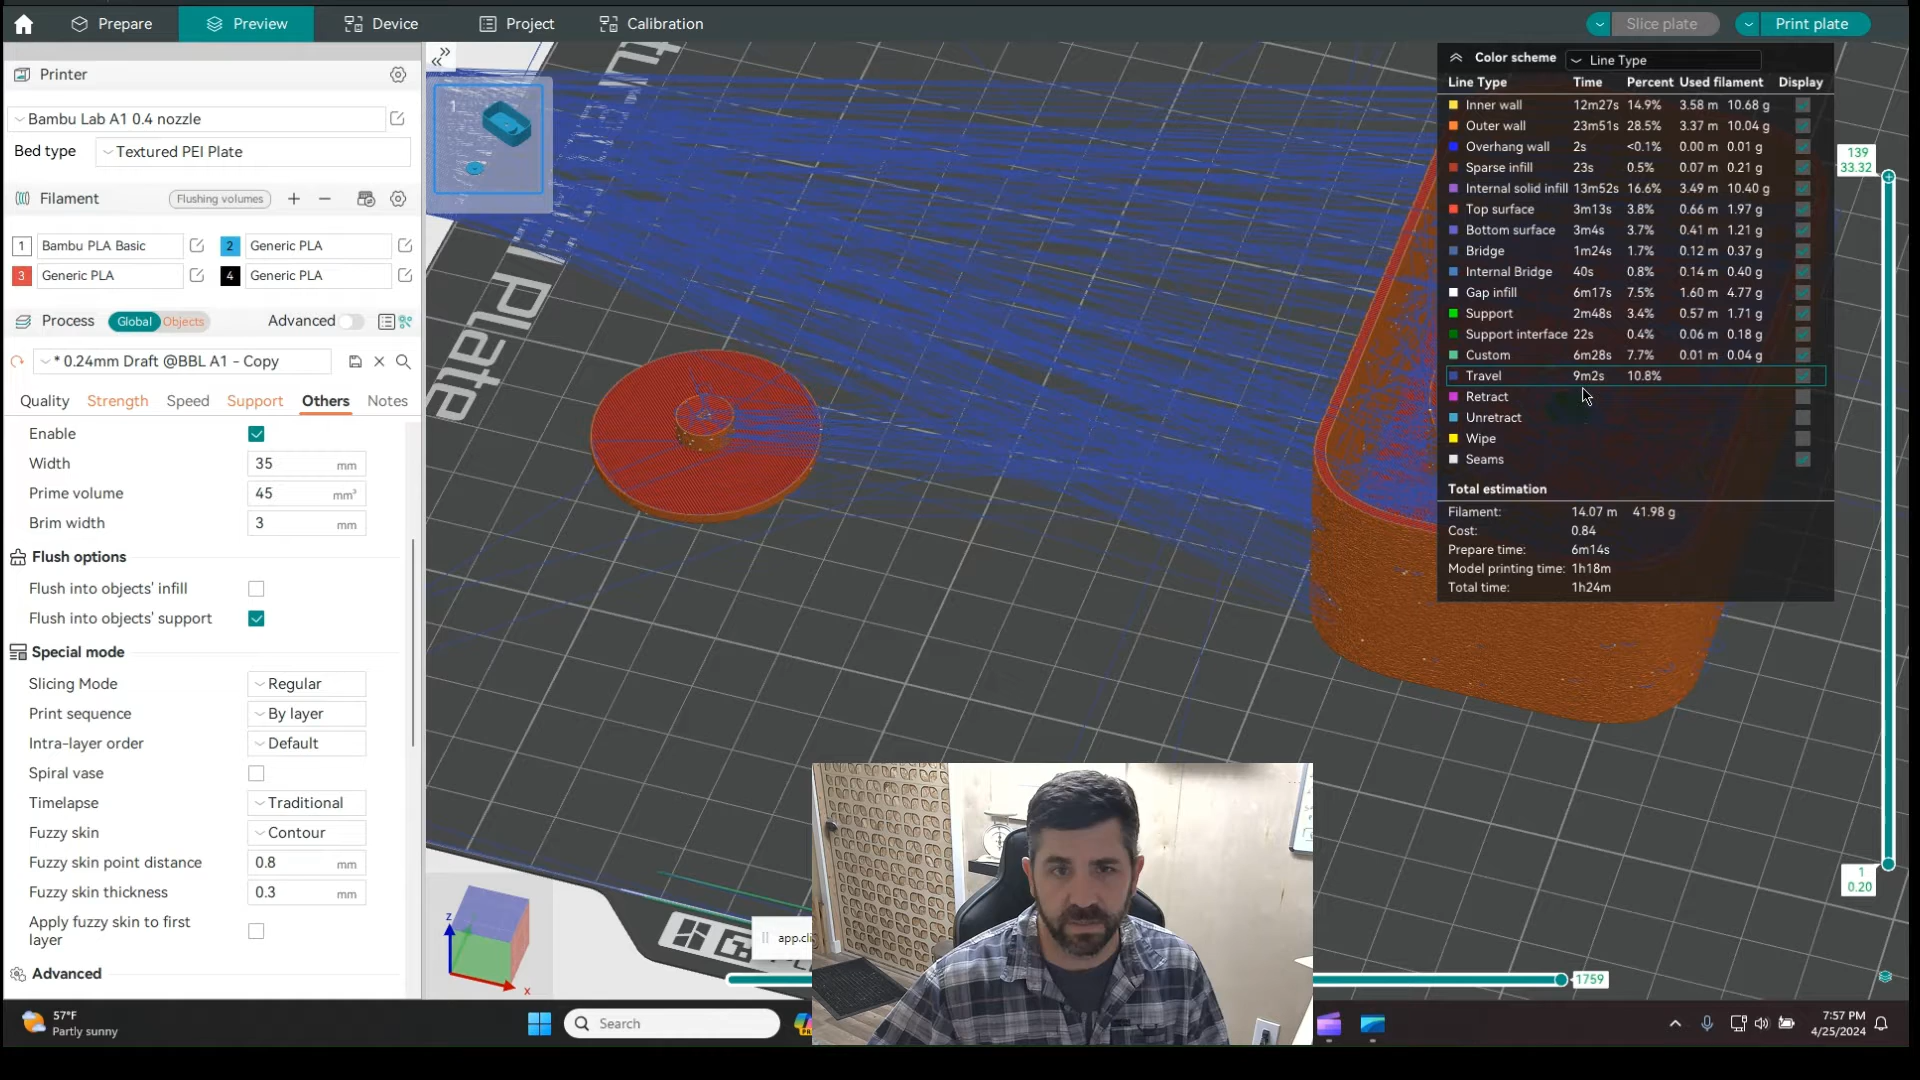 Prepare
Preview
Device
Project
Calibration
Slice plate
Print plate
Printer
Bambu Lab A1 0.4 nozzle
Bed type
Textured PEI Plate
Filament
Flushing volumes
1 Bambu PLA Basic
2 Generic PLA
3 Generic PLA
4 Generic PLA
Process
Global
Objects
Advanced
* 0.24mm Draft @BBL A1 - Copy
Quality
Strength
Speed
Support
Others
Notes
Enable
Width 35 mm
Prime volume 45 mm³
Brim width 3 mm
Flush options
Flush into objects' infill
Flush into objects' support
Special mode
Slicing Mode Regular
Print sequence By layer
Intra-layer order Default
Spiral vase
Timelapse Traditional
Fuzzy skin Contour
Fuzzy skin point distance 0.8 mm
Fuzzy skin thickness 0.3 mm
Apply fuzzy skin to first
layer
Advanced
1
Plate
Color scheme Line Type
Line Type Time Percent Used filament Display
Inner wall 12m27s 14.9% 3.58 m 10.68 g
Outer wall 23m51s 28.5% 3.37 m 10.04 g
Overhang wall 2s <0.1% 0.00 m 0.01 g
Sparse infill 23s 0.5% 0.07 m 0.21 g
Internal solid infill 13m52s 16.6% 3.49 m 10.40 g
Top surface 3m13s 3.8% 0.66 m 1.97 g
Bottom surface 3m4s 3.7% 0.41 m 1.21 g
Bridge 1m24s 1.7% 0.12 m 0.37 g
Internal Bridge 40s 0.8% 0.14 m 0.40 g
Gap infill 6m17s 7.5% 1.60 m 4.77 g
Support 2m48s 3.4% 0.57 m 1.71 g
Support interface 22s 0.4% 0.06 m 0.18 g
Custom 6m28s 7.7% 0.01 m 0.04 g
Travel 9m2s 10.8%
Retract
Unretract
Wipe
Seams
Total estimation
Filament: 14.07 m 41.98 g
Cost: 0.84
Prepare time: 6m14s
Model printing time: 1h18m
Total time: 1h24m
139
33.32
1
0.20
z
x
app.cli
1759
57°F
Partly sunny
Search
7:57 PM
4/25/2024